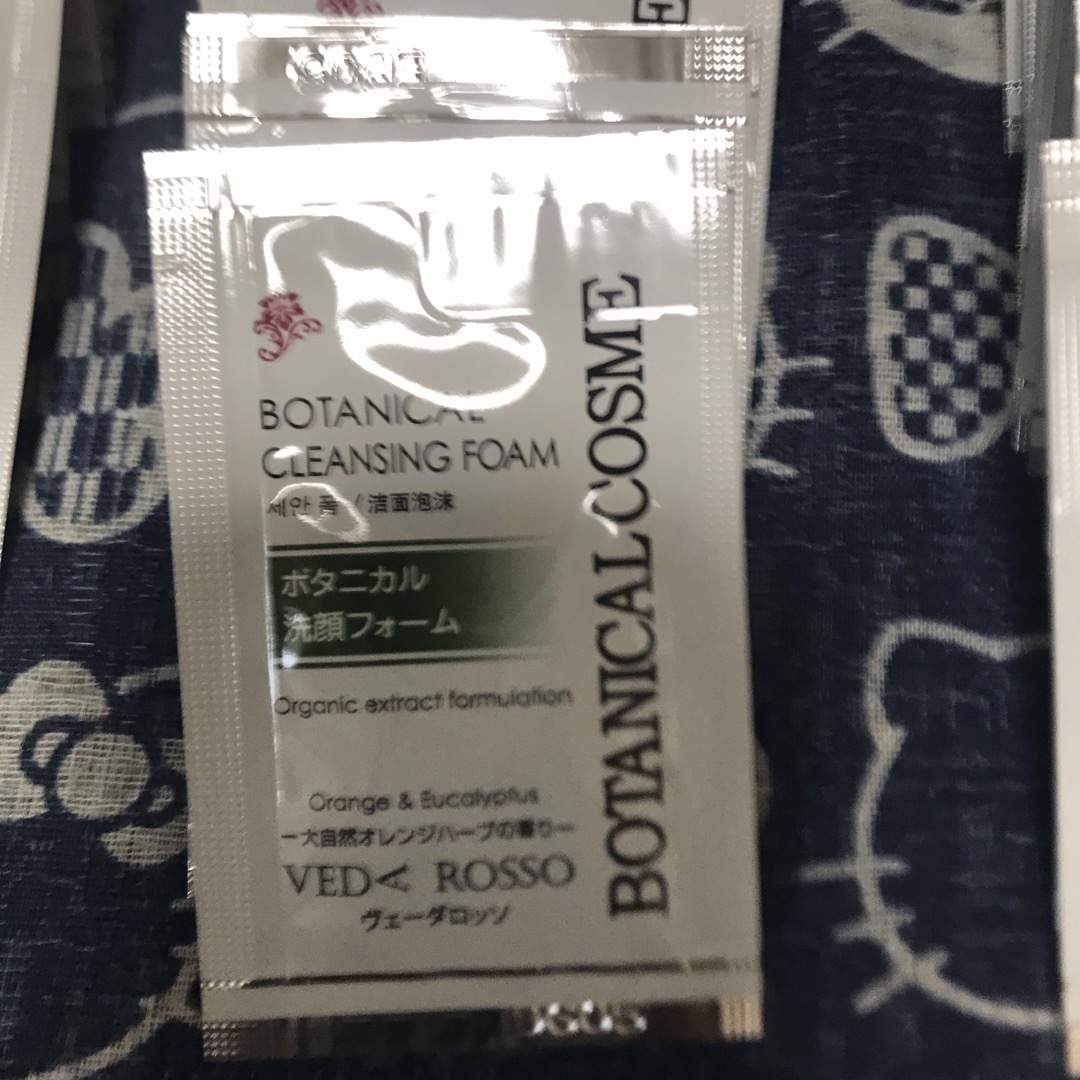 BOTANICAL
CLEANSING FOAM
세안 폼 / 洁面泡沫
ボタニカル
洗顔フォーム
Organic extract formulation
Orange & Eucalyptus
ー大自然オレンジハーブの香りー
VEDA ROSSO
ヴェーダロッソ
BOTANICAL COSME